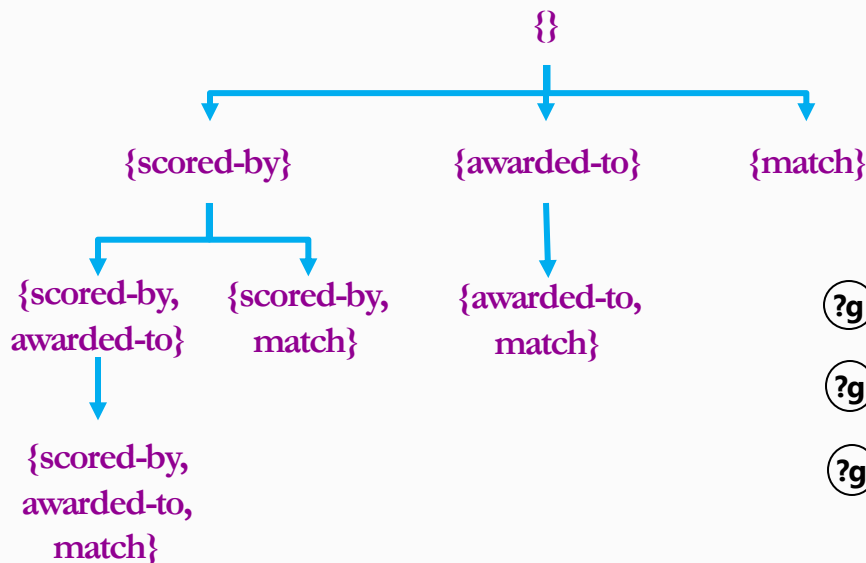 {}
{scored-by}
{awarded-to}
{match}
{scored-by,
awarded-to}
{scored-by,
match}
{awarded-to,
match}
?g
?g
?g
{scored-by,
awarded-to,
match}